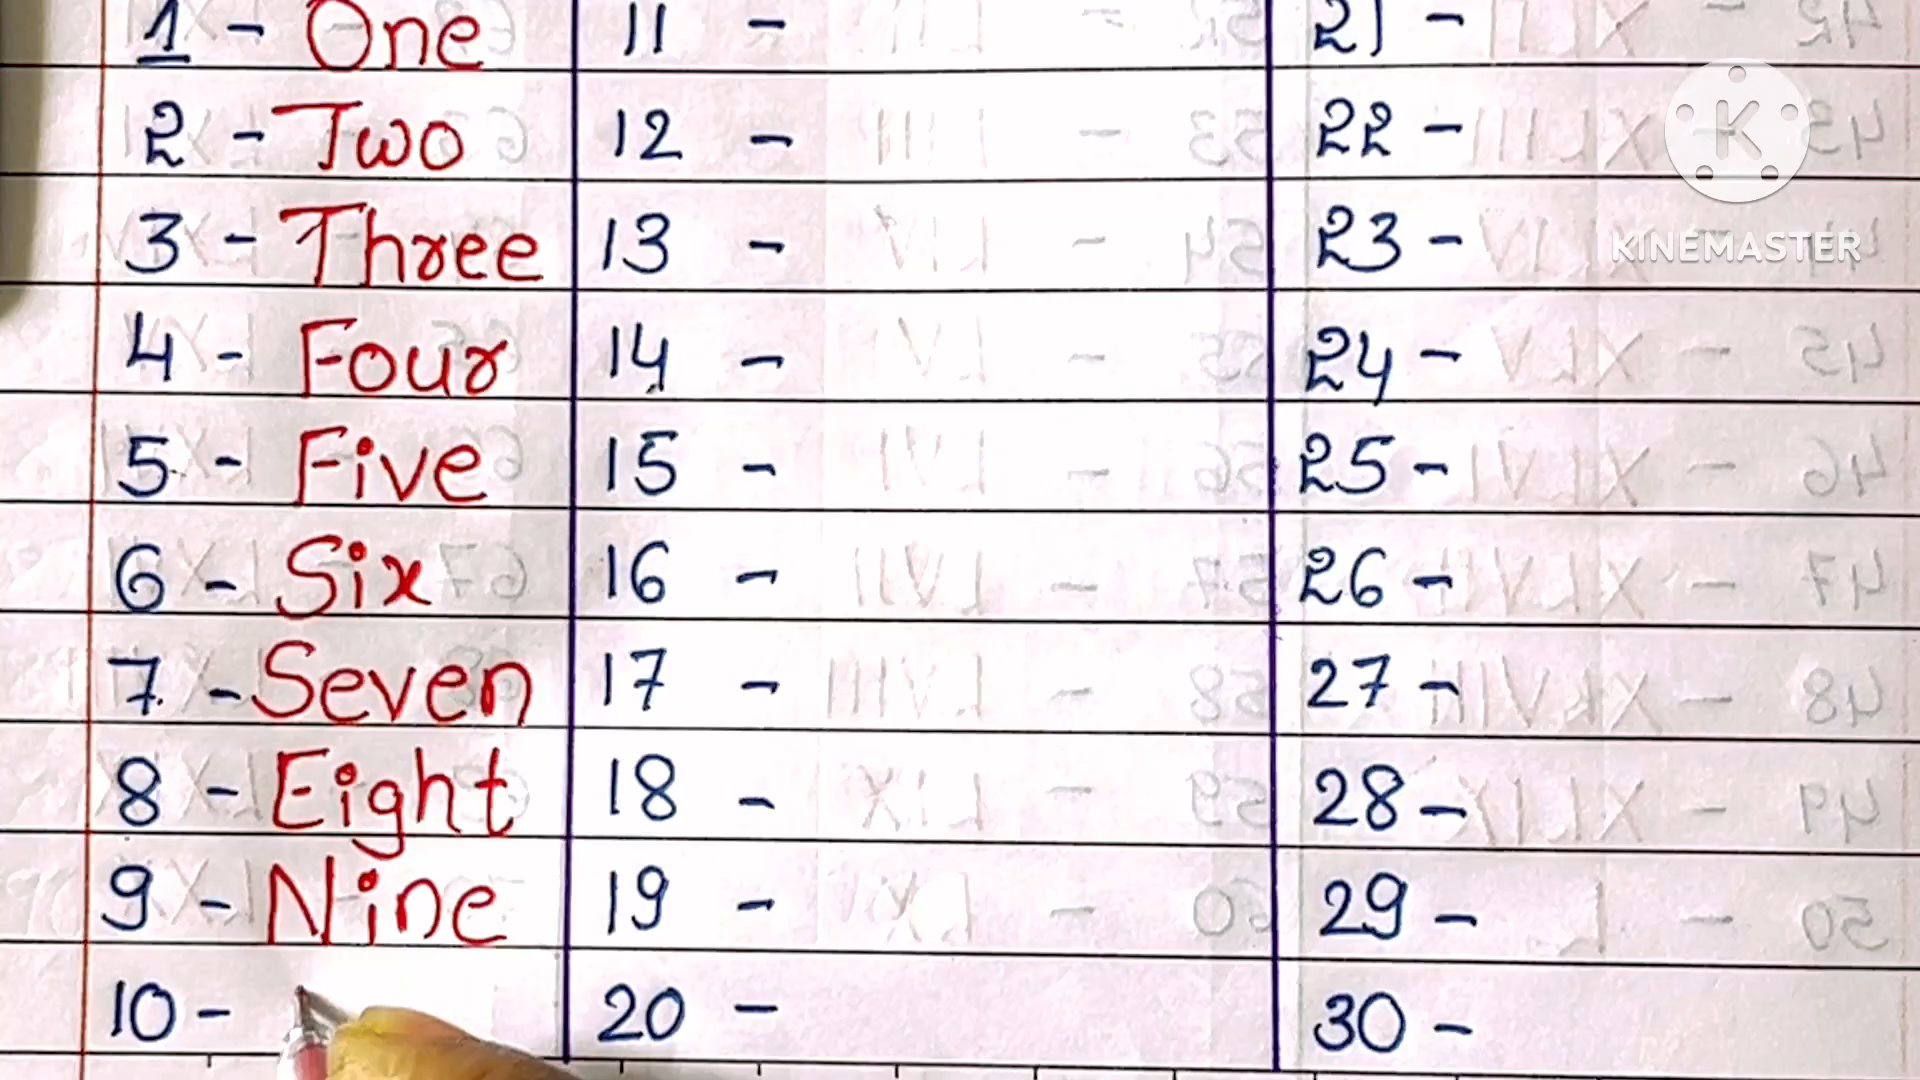 1 - One
2 - Two
3 - Three
4 - Four
5 - Five
6 - Six
7 - Seven
8 - Eight
9 - Nine
10 -
11 -
12 -
13 -
14 -
15 -
16 -
17 -
18 -
19 -
20 -
21 -
22 -
23 -
24 -
25 -
26 -
27 -
28 -
29 -
30 -
K
KINEMASTER